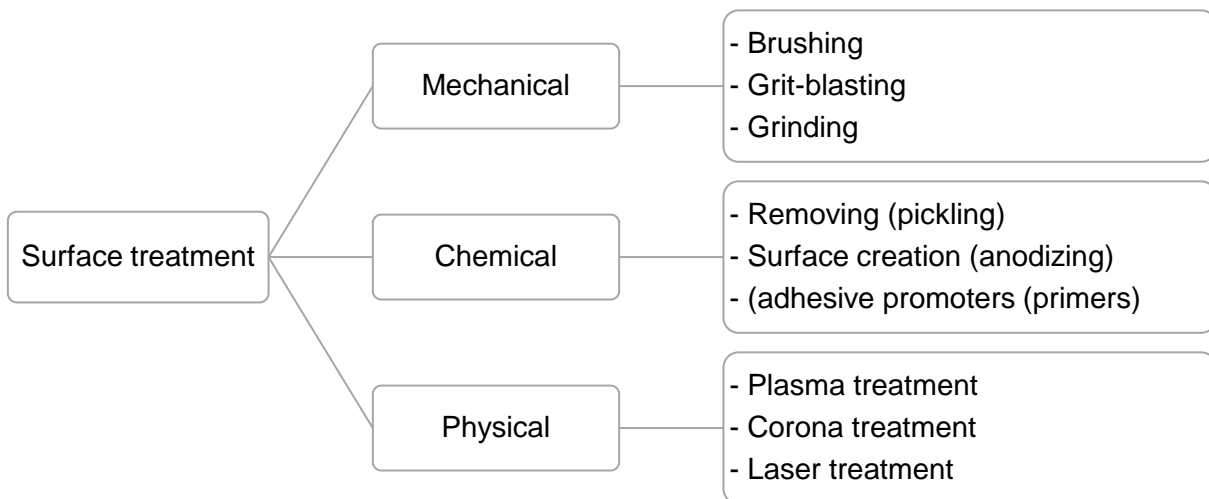 Surface treatment
Mechanical
- Brushing
- Grit-blasting
- Grinding
Chemical
- Removing (pickling)
- Surface creation (anodizing)
- (adhesive promoters (primers)
Physical
- Plasma treatment
- Corona treatment
- Laser treatment